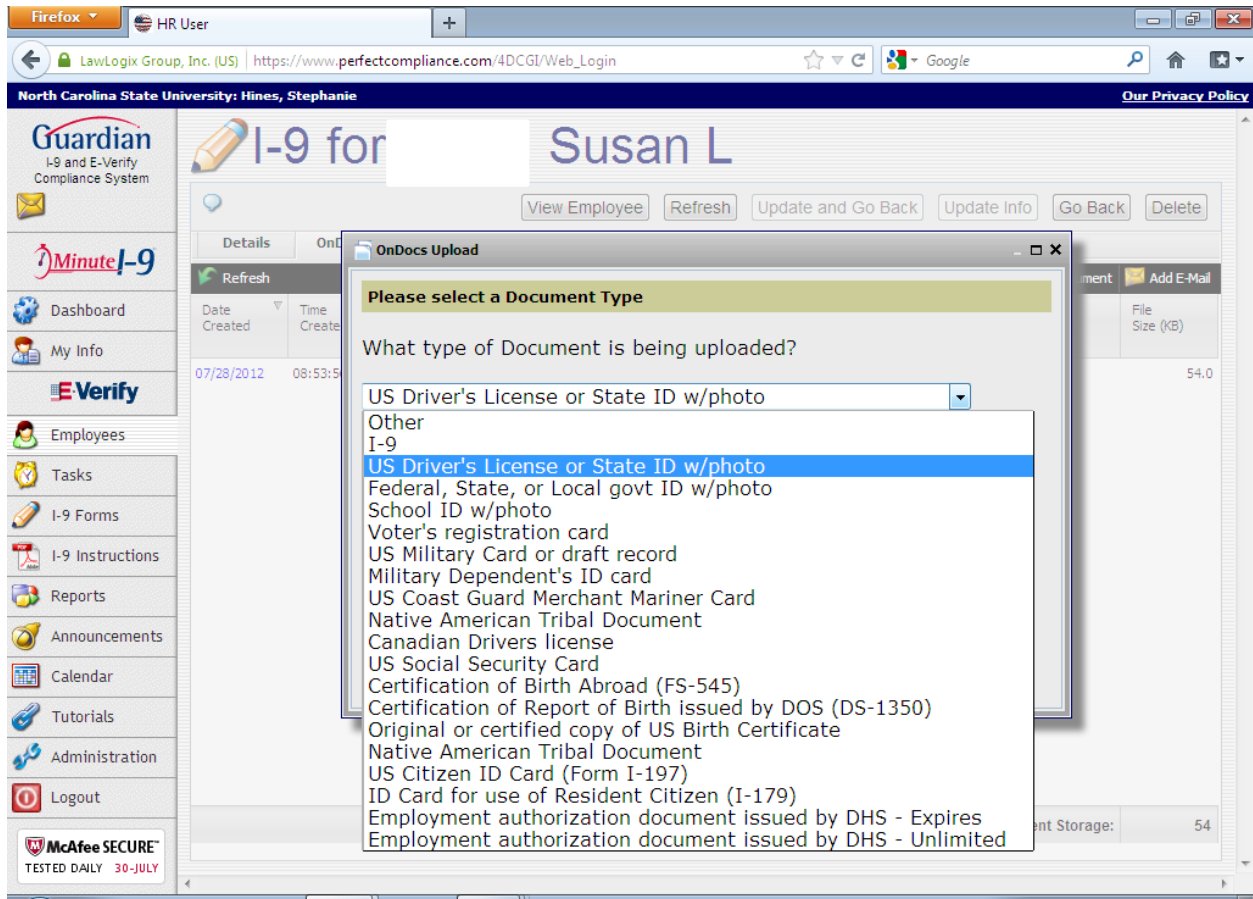 Firefox
HR User
LawLogix Group, Inc. (US) https://www.perfectcompliance.com/4DCGI/Web_Login
Google
North Carolina State University: Hines, Stephanie
Our Privacy Policy
Guardian
I-9 and E-Verify
Compliance System
1 Minute I-9
Dashboard
My Info
E-Verify
Employees
Tasks
I-9 Forms
I-9 Instructions
Reports
Announcements
Calendar
Tutorials
Administration
Logout
McAfee SECURE™
TESTED DAILY 30-JULY
I-9 for Susan L
View Employee Refresh Update and Go Back Update Info Go Back Delete
Details
Refresh
Add E-Mail
Date Created
Time
File Size (KB)
07/28/2012 54.0
OnDocs Upload
Please select a Document Type
What type of Document is being uploaded?
US Driver's License or State ID w/photo
Other
I-9
US Driver's License or State ID w/photo
Federal, State, or Local govt ID w/photo
School ID w/photo
Voter's registration card
US Military Card or draft record
Military Dependent's ID card
US Coast Guard Merchant Mariner Card
Native American Tribal Document
Canadian Drivers license
US Social Security Card
Certification of Birth Abroad (FS-545)
Certification of Report of Birth issued by DOS (DS-1350)
Original or certified copy of US Birth Certificate
Native American Tribal Document
US Citizen ID Card (Form I-197)
ID Card for use of Resident Citizen (I-179)
Employment authorization document issued by DHS - Expires
Employment authorization document issued by DHS - Unlimited
Storage: 54